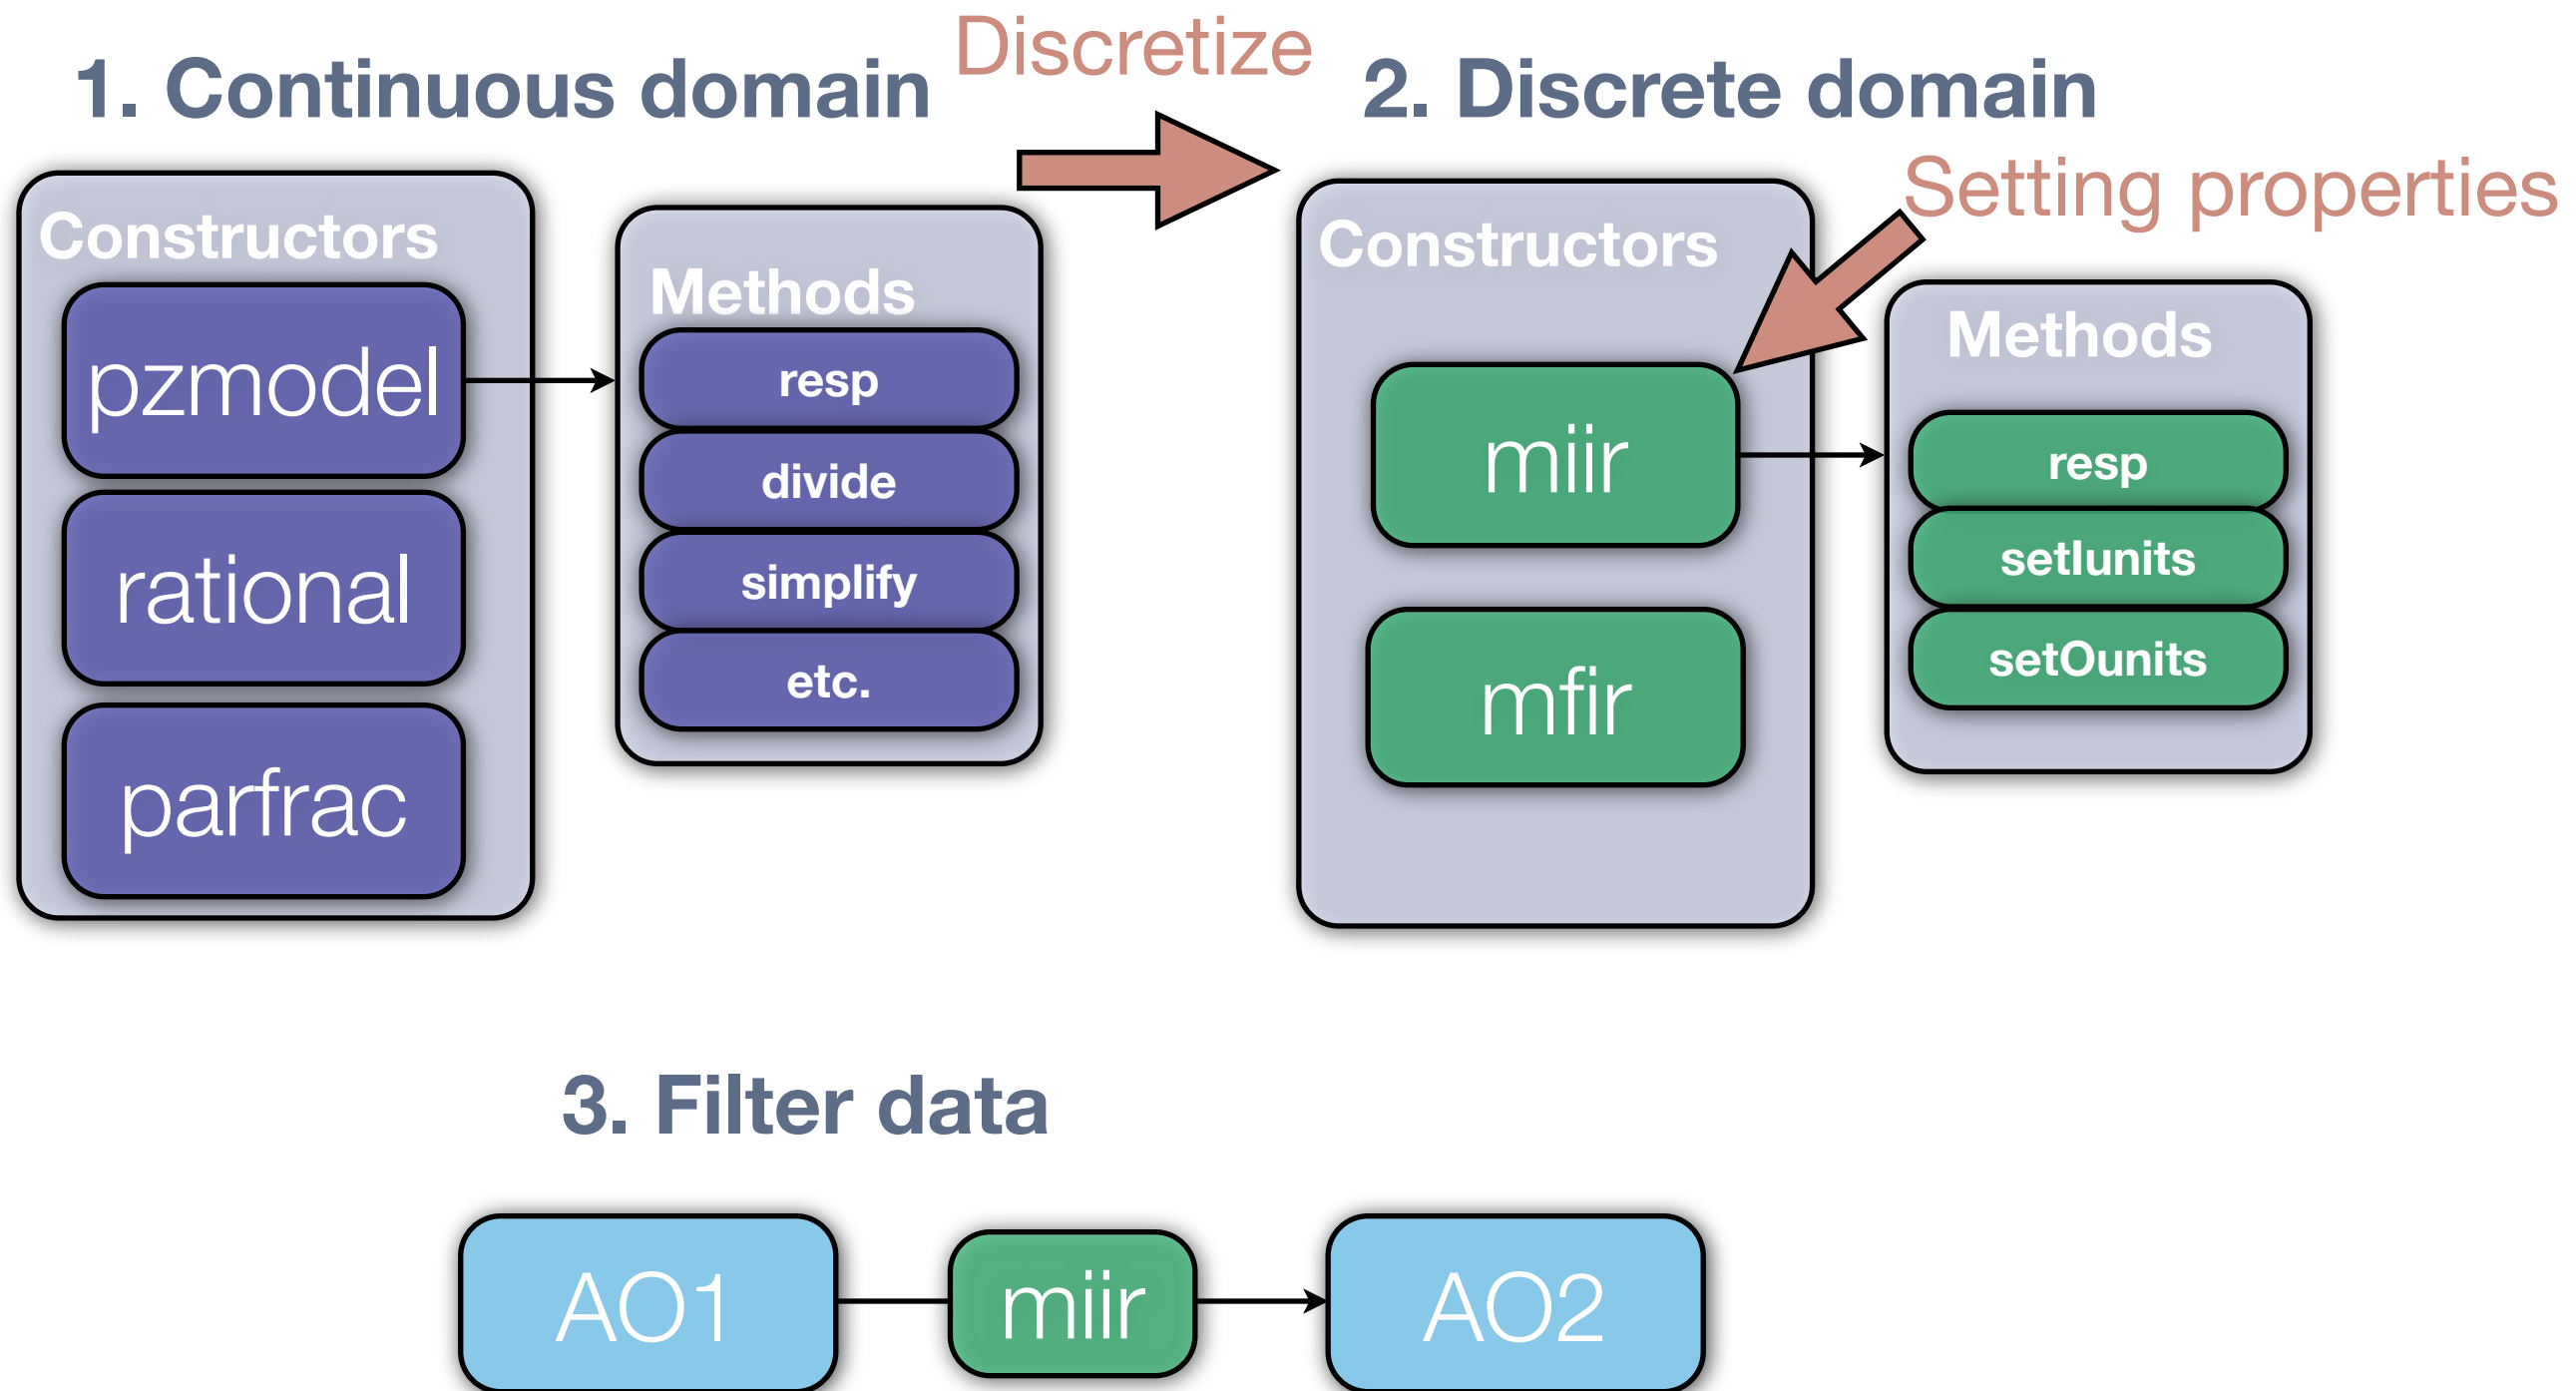 Discretize
1. Continuous domain
2. Discrete domain
Setting properties
Constructors
pzmodel
rational
parfrac
Methods
resp
divide
simplify
etc.
Constructors
miir
mfir
Methods
resp
setIunits
setOunits
3. Filter data
AO1
miir
AO2